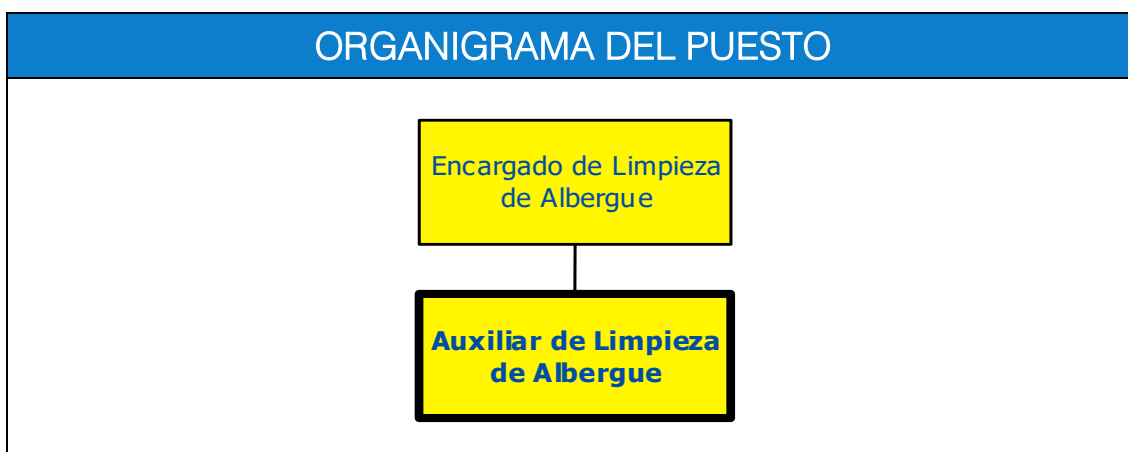 ORGANIGRAMA DEL PUESTO
Encargado de Limpieza
de Albergue
Auxiliar de Limpieza
de Albergue